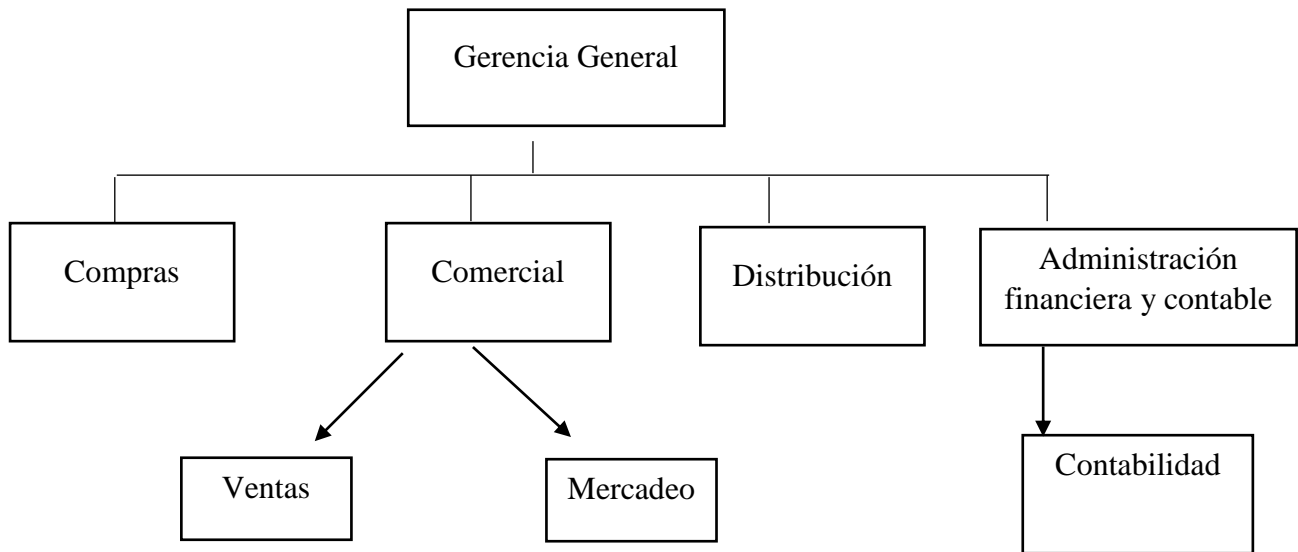 Gerencia General
Compras
Comercial
Distribución
Administración
financiera y contable
Ventas
Mercadeo
Contabilidad